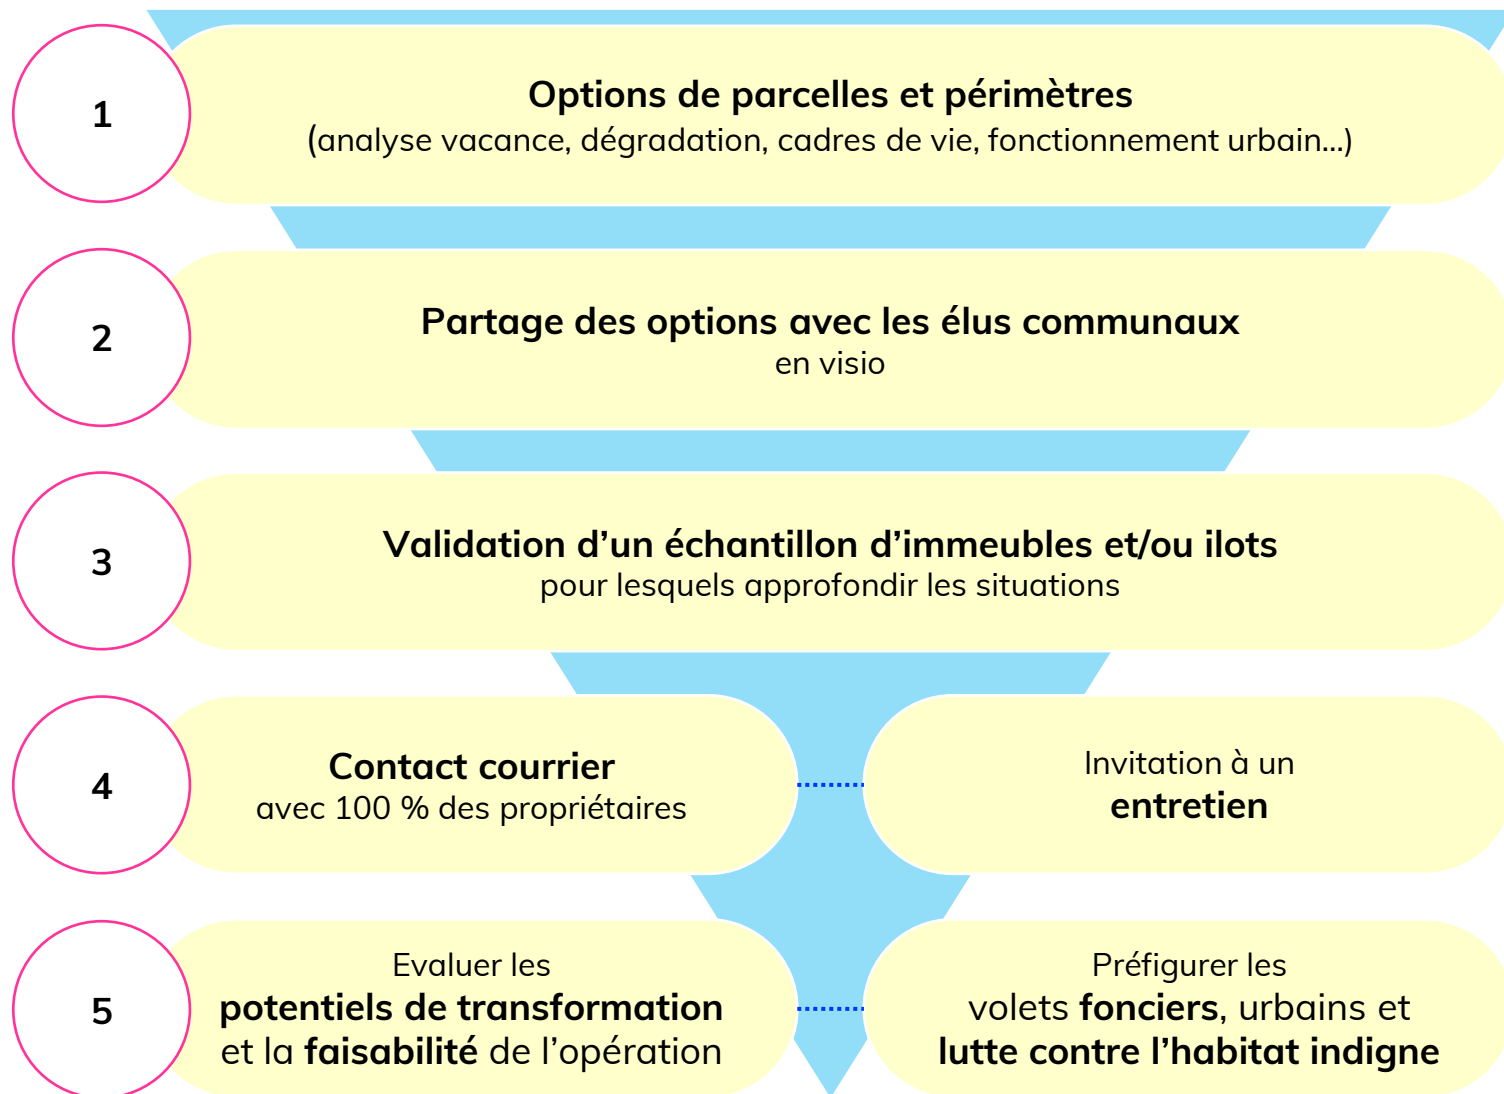 1
Options de parcelles et périmètres
(analyse vacance, dégradation, cadres de vie, fonctionnement urbain...)
2
Partage des options avec les élus communaux
en visio
3
Validation d’un échantillon d’immeubles et/ou ilots
pour lesquels approfondir les situations
4
Contact courrier
avec 100 % des propriétaires
Invitation à un
entretien
5
Evaluer les
potentiels de transformation
et la faisabilité de l’opération
Préfigurer les
volets fonciers, urbains et
lutte contre l’habitat indigne